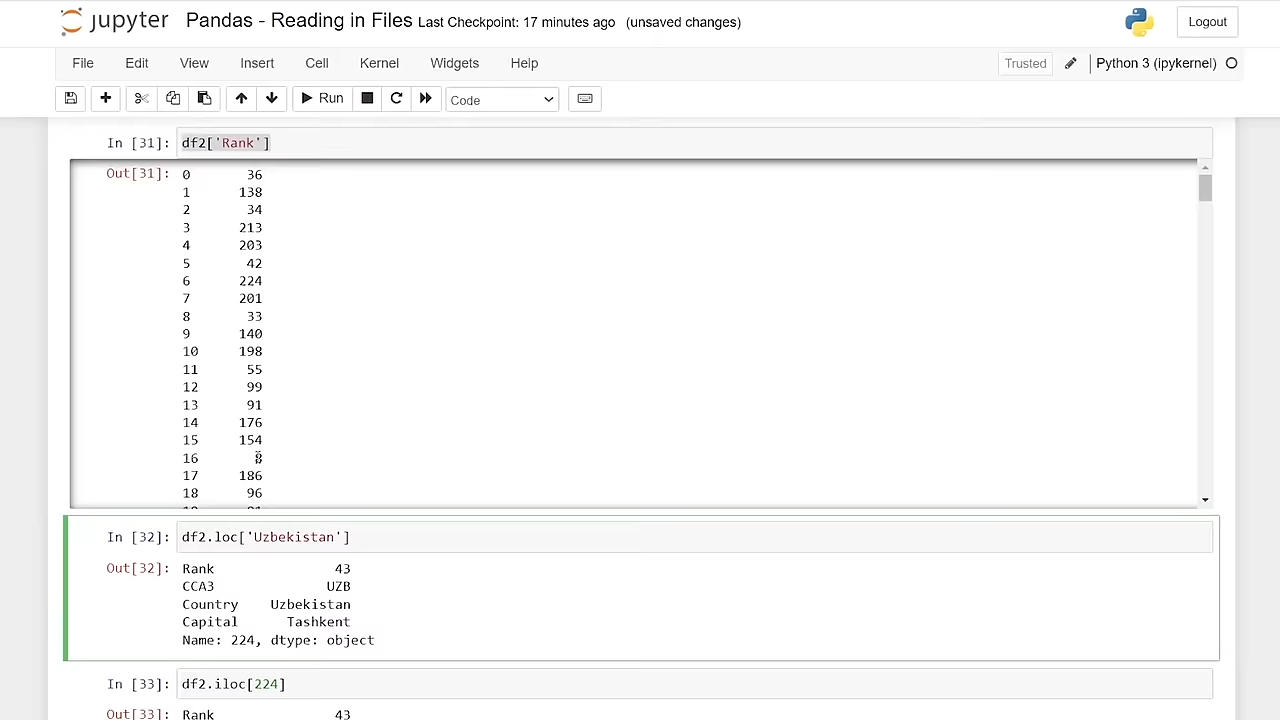 jupyter Pandas - Reading in Files Last Checkpoint: 17 minutes ago (unsaved changes) Logout
File Edit View Insert Cell Kernel Widgets Help Trusted Python 3 (ipykernel)
Run Code
In [31]: df2['Rank']
Out[31]: 0 36
1 138
2 34
3 213
4 203
5 42
6 224
7 201
8 33
9 140
10 198
11 55
12 99
13 91
14 176
15 154
16 8
17 186
18 96
In [32]: df2.loc['Uzbekistan']
Out[32]: Rank 43
CCA3 UZB
Country Uzbekistan
Capital Tashkent
Name: 224, dtype: object
In [33]: df2.iloc[224]
Out[33]: Rank 43